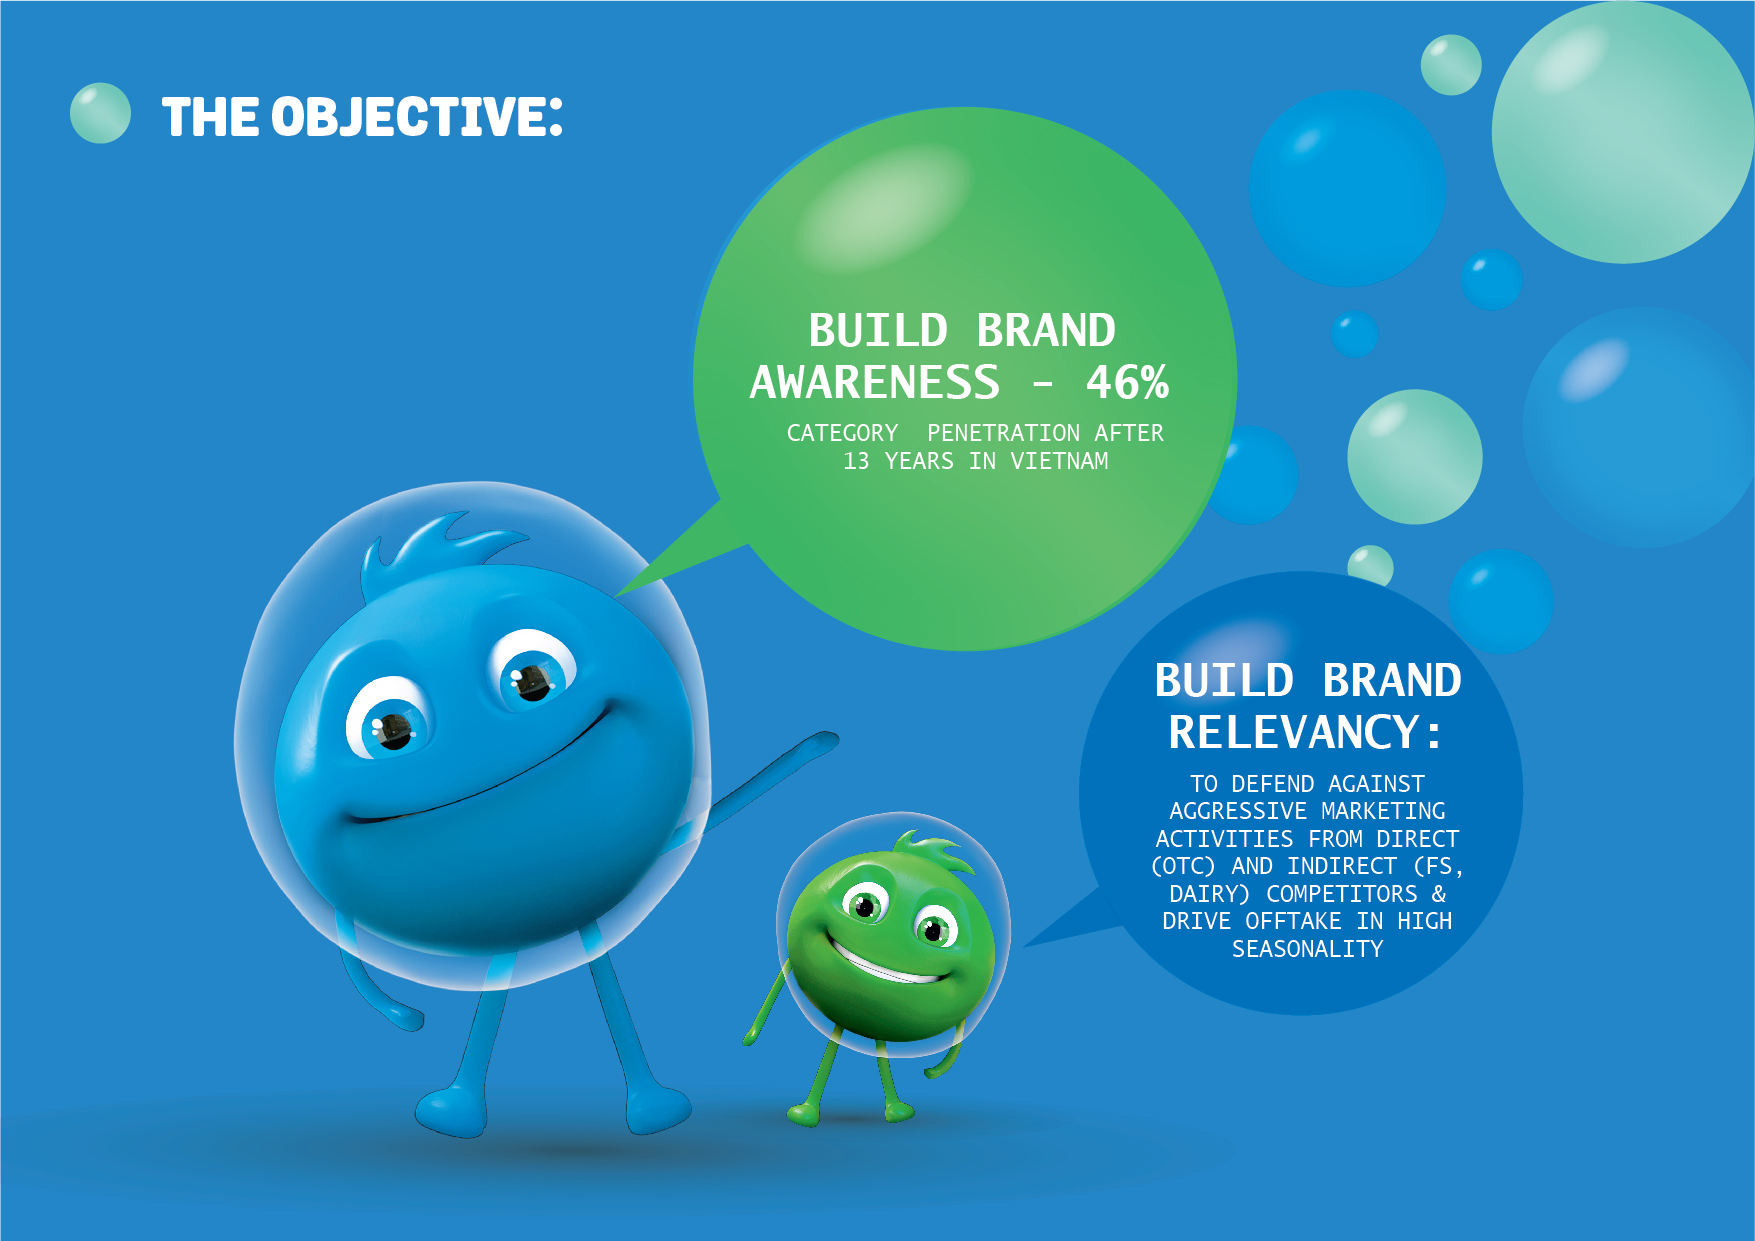 THE OBJECTIVE:
BUILD BRAND
AWARENESS - 46%
CATEGORY PENETRATION AFTER
13 YEARS IN VIETNAM
BUILD BRAND
RELEVANCY:
TO DEFEND AGAINST
AGGRESSIVE MARKETING
ACTIVITIES FROM DIRECT
(OTC) AND INDIRECT (FS,
DAIRY) COMPETITORS &
DRIVE OFFTAKE IN HIGH
SEASONALITY